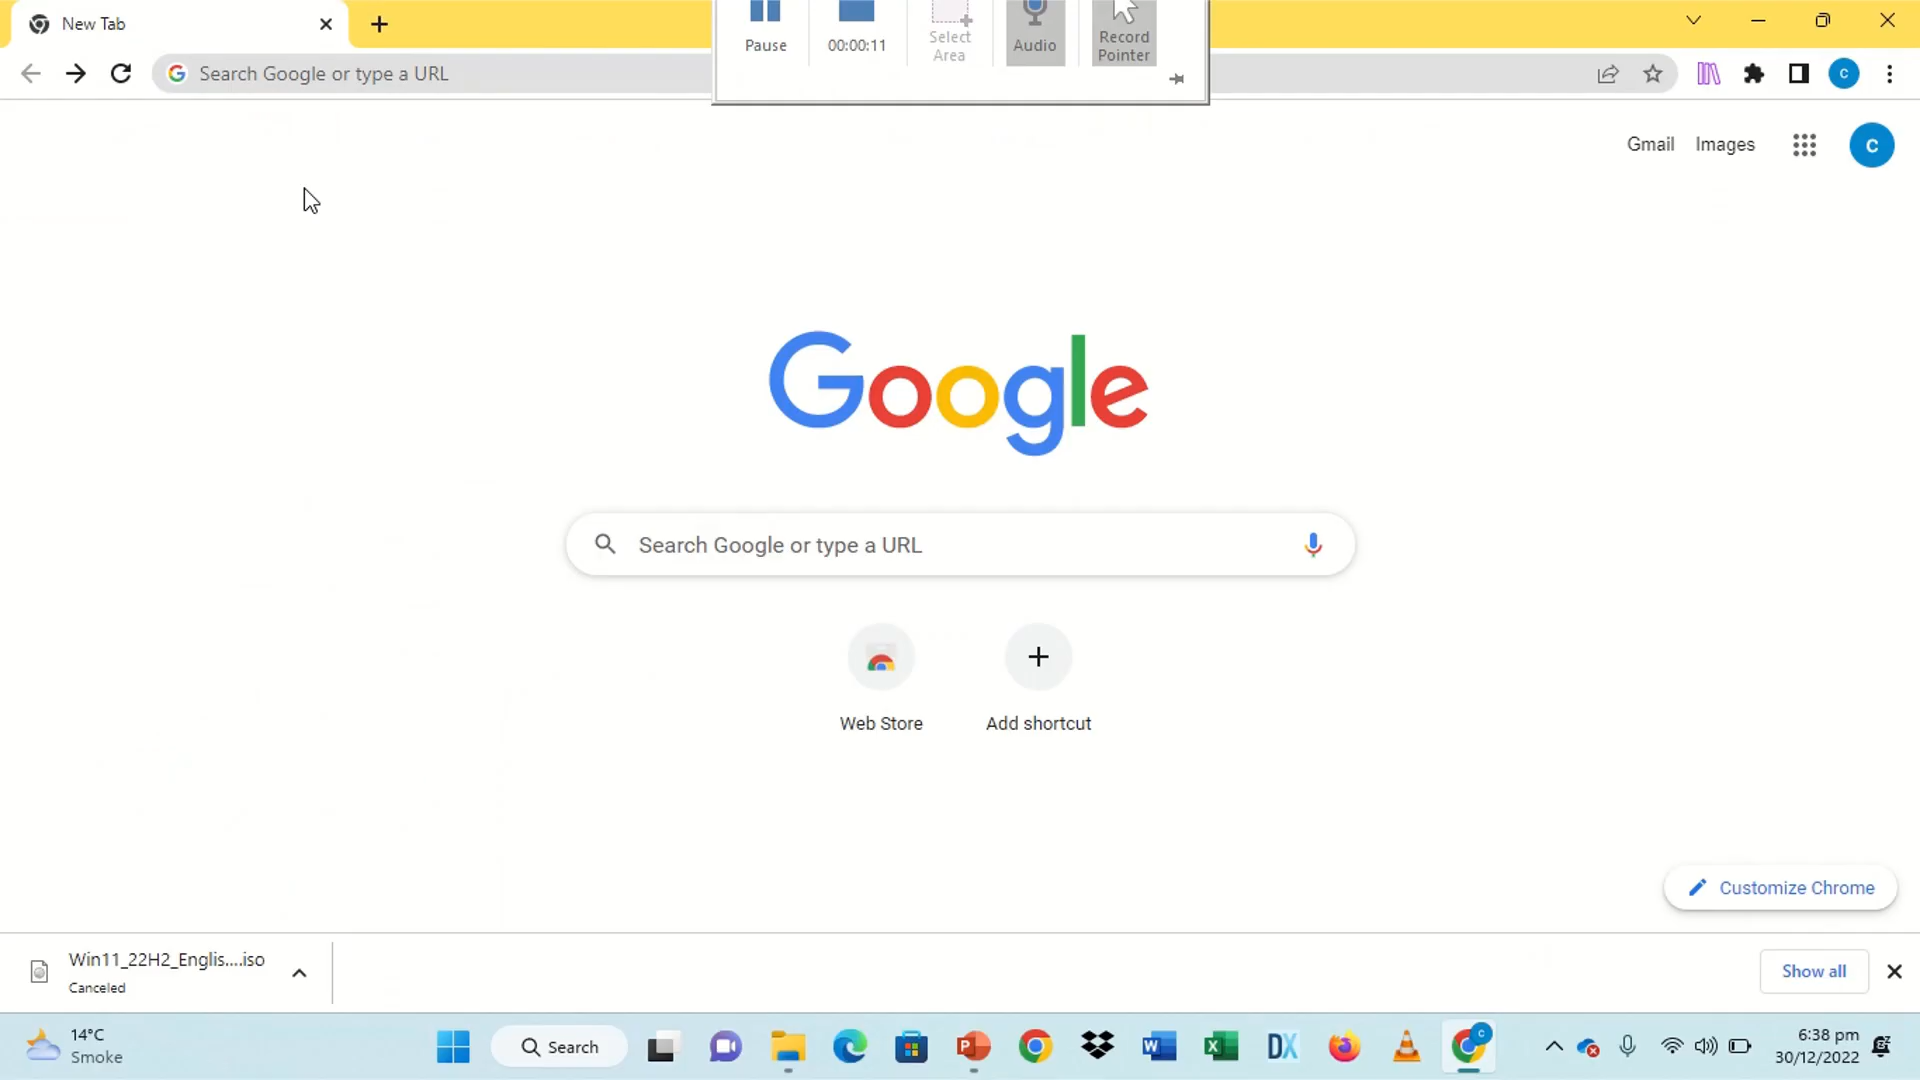 New Tab
Pause
00:00:11
Select
Area
Audio
Record
Pointer
Search Google or type a URL
C
Gmail
Images
C
Google
Search Google or type a URL
Web Store
Add shortcut
Customize Chrome
Win11_22H2_Englis....iso
Canceled
Show all
14°C
Smoke
Search
P
W
X
DX
C
6:38 pm
30/12/2022